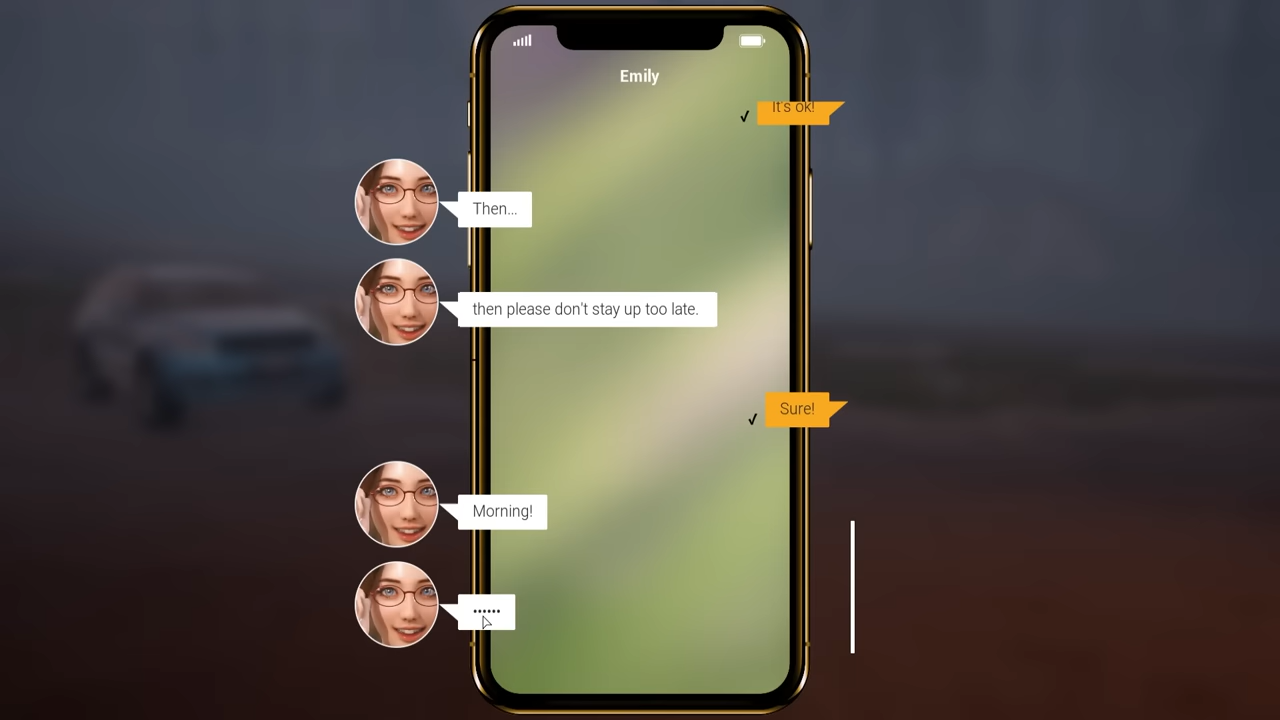 Emily
It's ok!
Then...
then please don't stay up too late.
Sure!
Morning!
••••••